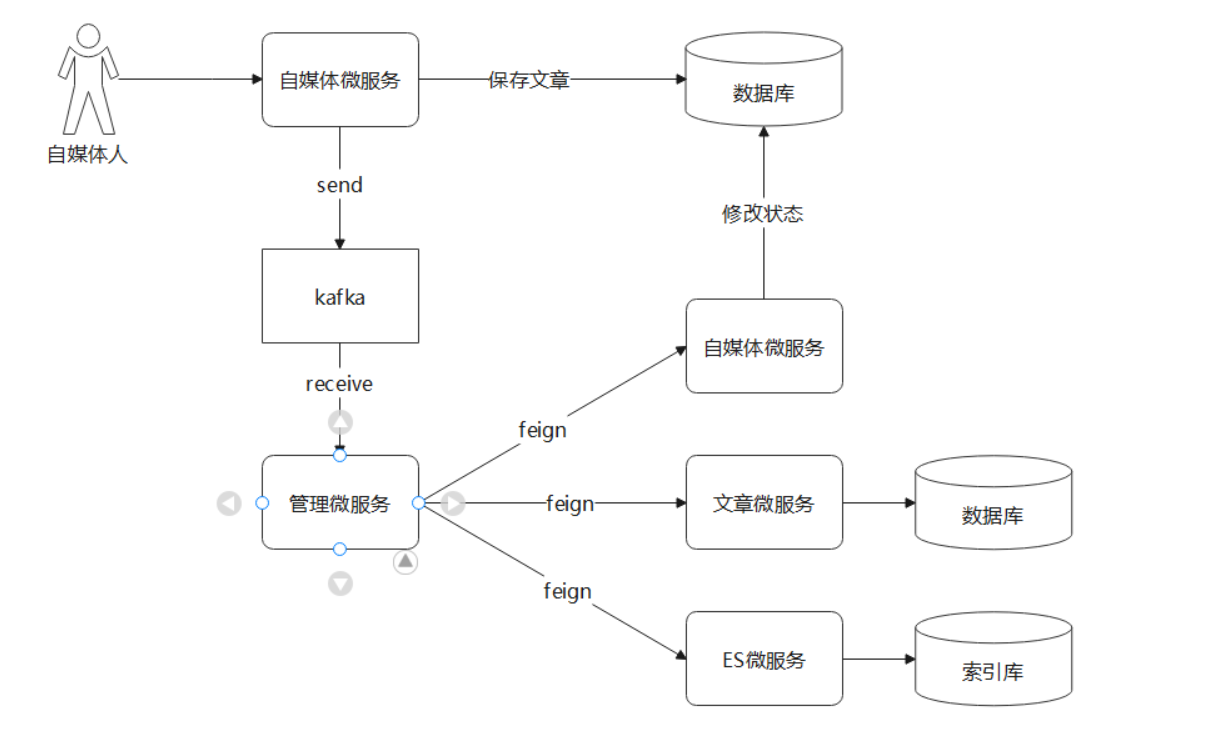 自媒体微服务
保存文章
数据库
自媒体人
send
修改状态
kafka
自媒体微服务
receive
feign
管理微服务
feign
文章微服务
数据库
feign
ES微服务
索引库